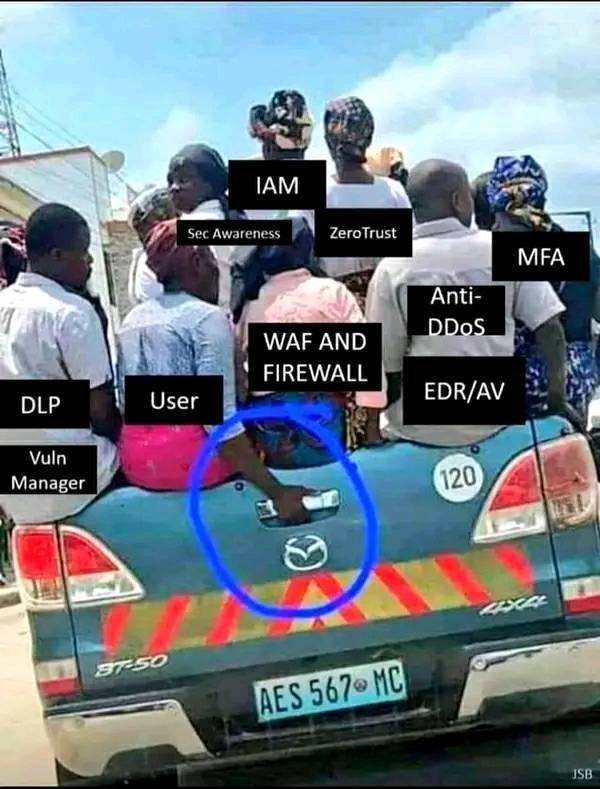 IAM
Sec Awareness
ZeroTrust
MFA
Anti-
DDoS
WAF AND
FIREWALL
EDR/AV
DLP
User
Vuln
Manager
120
BT-50
4X4
AES 567 MC
JSB